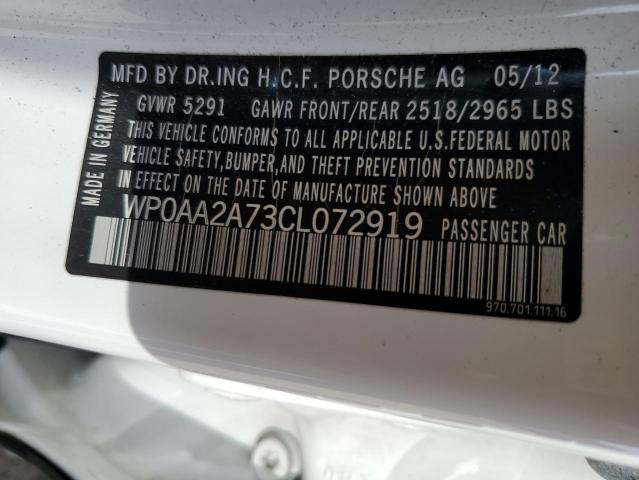 MFD BY DR.ING H.C.F. PORSCHE AG 05/12
GVWR 5291 GAWR FRONT/REAR 2518/2965 LBS
THIS VEHICLE CONFORMS TO ALL APPLICABLE U.S.FEDERAL MOTOR
VEHICLE SAFETY,BUMPER,AND THEFT PREVENTION STANDARDS
IN EFFECT ON THE DATE OF MANUFACTURE SHOWN ABOVE
WP0AA2A73CL072919 PASSENGER CAR
970.701.111.16
MADE IN GERMANY